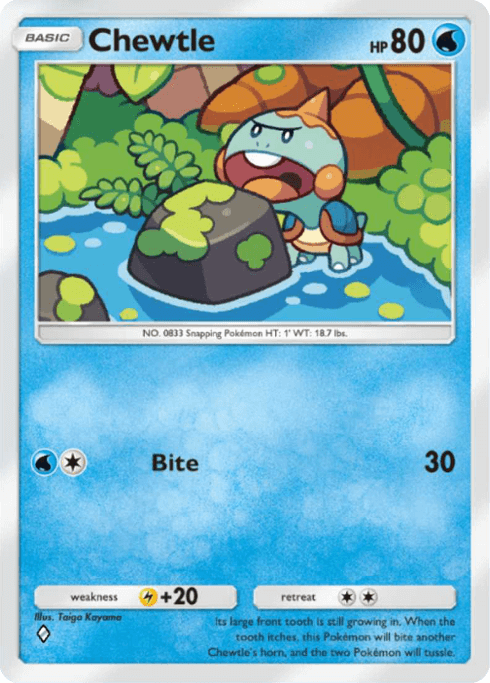 BASIC Chewtle HP 80
NO. 0833 Snapping Pokémon HT: 1' WT: 18.7 lbs.
Bite 30
weakness +20 retreat
Illus. Taiga Kayama
Its large front tooth is still growing in. When the
tooth itches, this Pokémon will bite another
Chewtle's horn, and the two Pokémon will tussle.